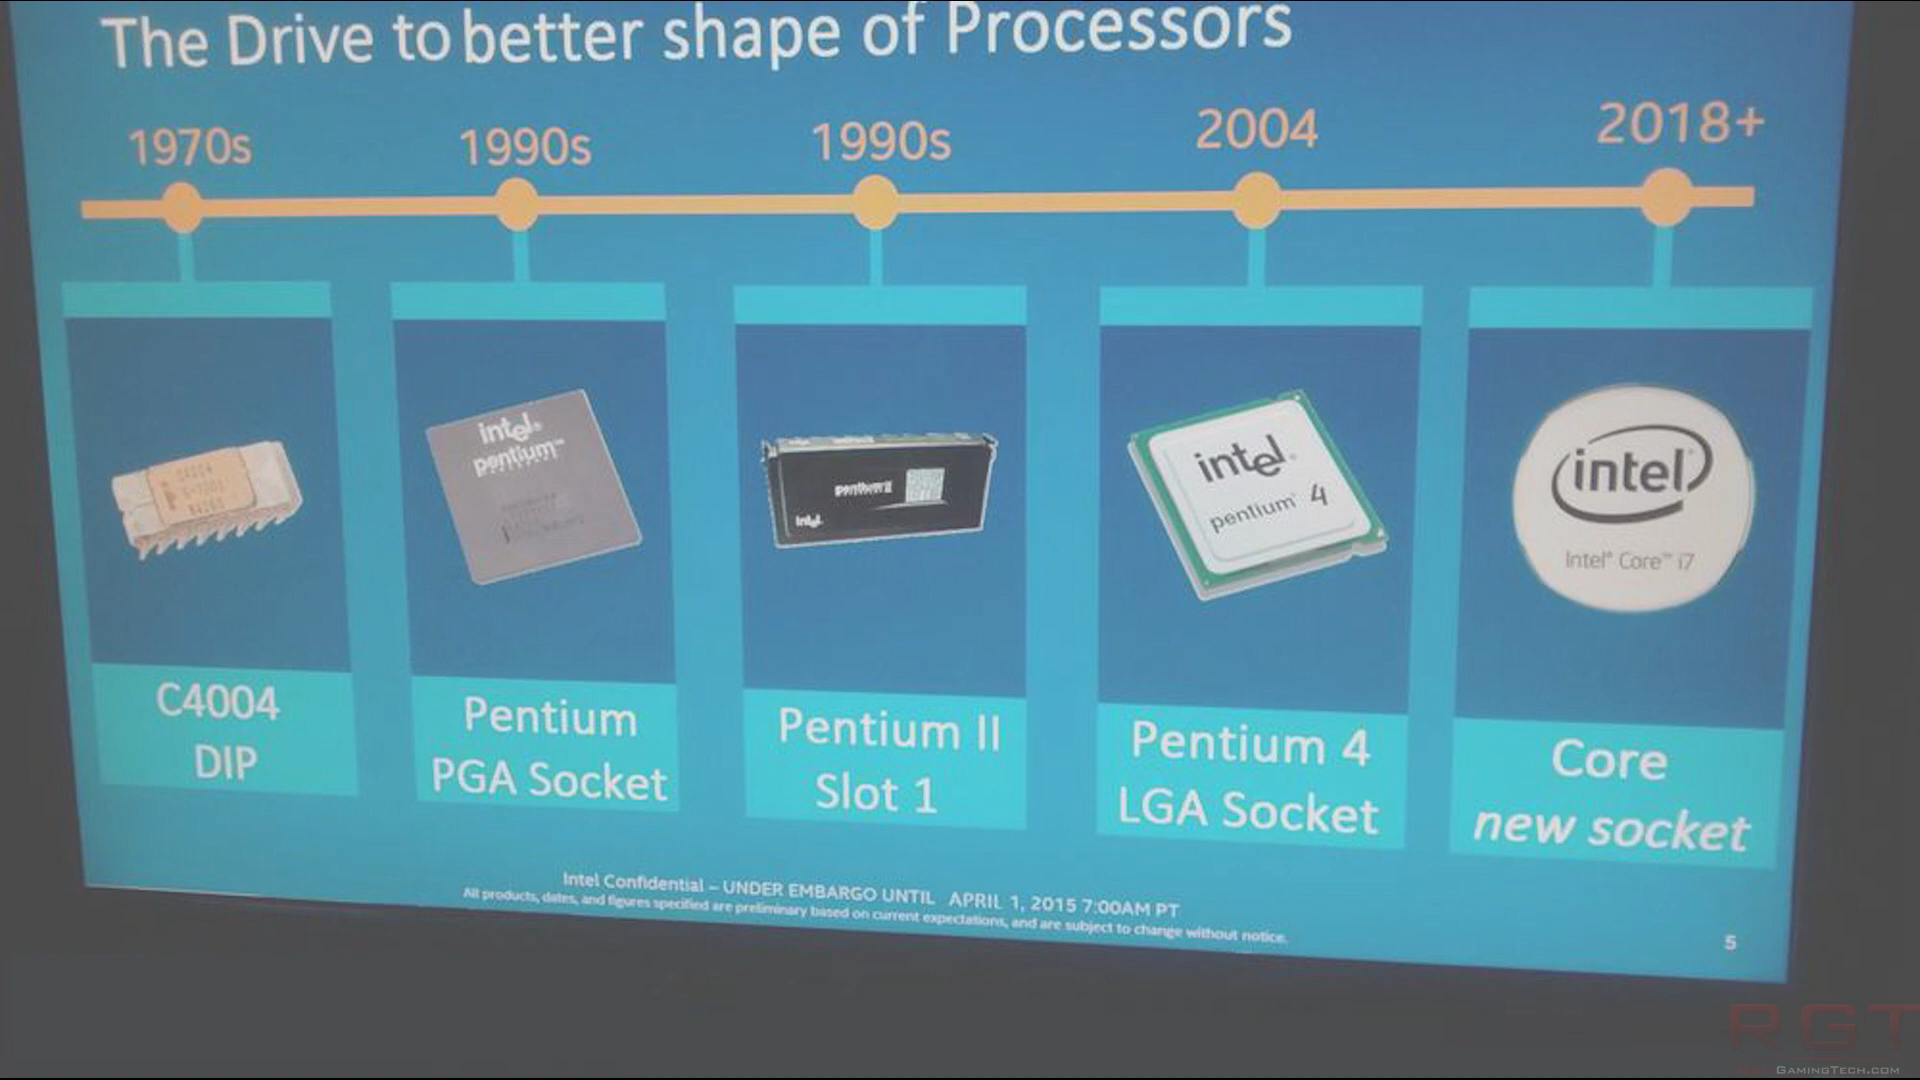 The Drive to better shape of Processors
1970s
1990s
1990s
2004
2018+
C4004
intel
pentium™
pentium II
intel
intel
pentium 4
intel
Intel® Core™ i7
C4004
DIP
Pentium
PGA Socket
Pentium II
Slot 1
Pentium 4
LGA Socket
Core
new socket
Intel Confidential – UNDER EMBARGO UNTIL APRIL 1, 2015 7:00AM PT
All products, dates, and figures specified are preliminary based on current expectations, and are subject to change without notice.
5
RGT
GAMINGTECH.COM